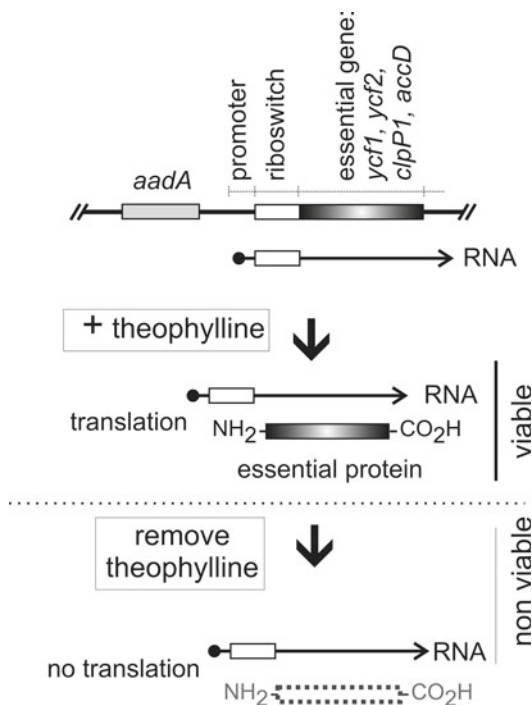 promoter
riboswitch
essential gene:
ycf1, ycf2,
clpP1, accD
aadA
RNA
+ theophylline
RNA
translation
NH2
CO2H
essential protein
viable
remove
theophylline
RNA
no translation
NH2
CO2H
non viable